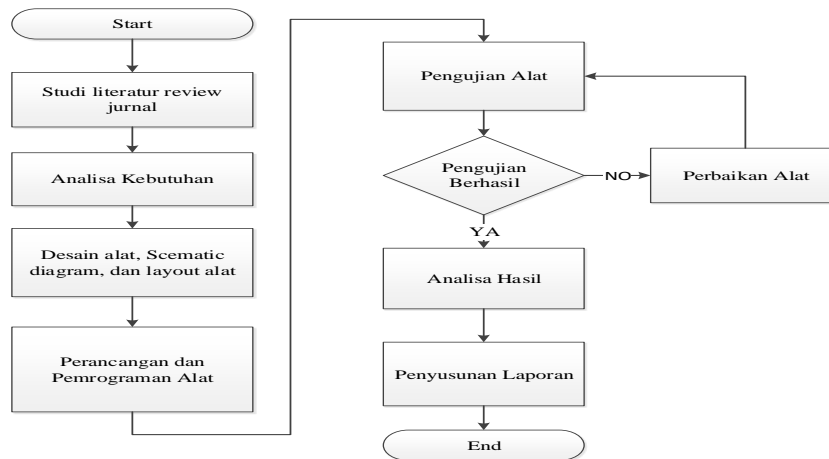 Start
Studi literatur review
jurnal
Analisa Kebutuhan
Desain alat, Scematic
diagram, dan layout alat
Perancangan dan
Pemrograman Alat
Pengujian Alat
Pengujian
Berhasil
NO
Perbaikan Alat
YA
Analisa Hasil
Penyusunan Laporan
End